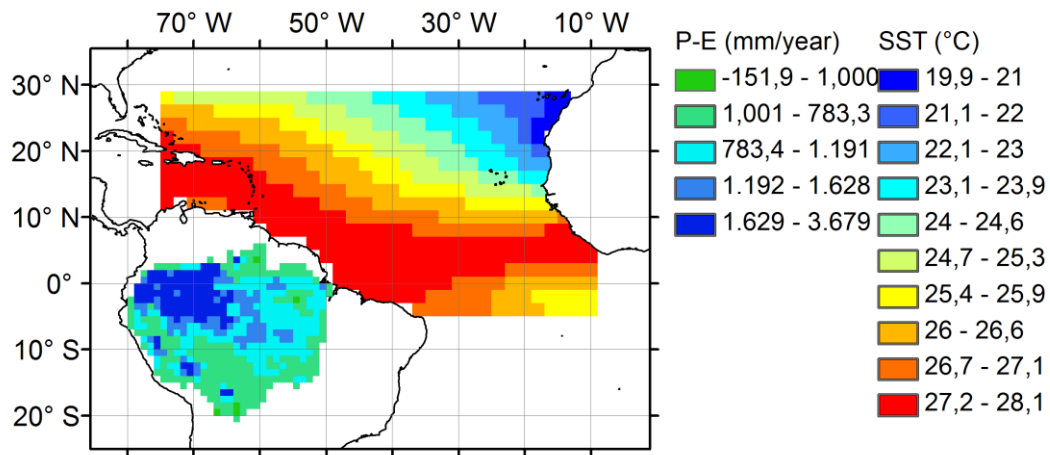 70° W 50° W 30° W 10° W
30° N
20° N
10° N
0°
10° S
20° S
P-E (mm/year)
-151,9 - 1,000
1,001 - 783,3
783,4 - 1.191
1.192 - 1.628
1.629 - 3.679
SST (°C)
19,9 - 21
21,1 - 22
22,1 - 23
23,1 - 23,9
24 - 24,6
24,7 - 25,3
25,4 - 25,9
26 - 26,6
26,7 - 27,1
27,2 - 28,1